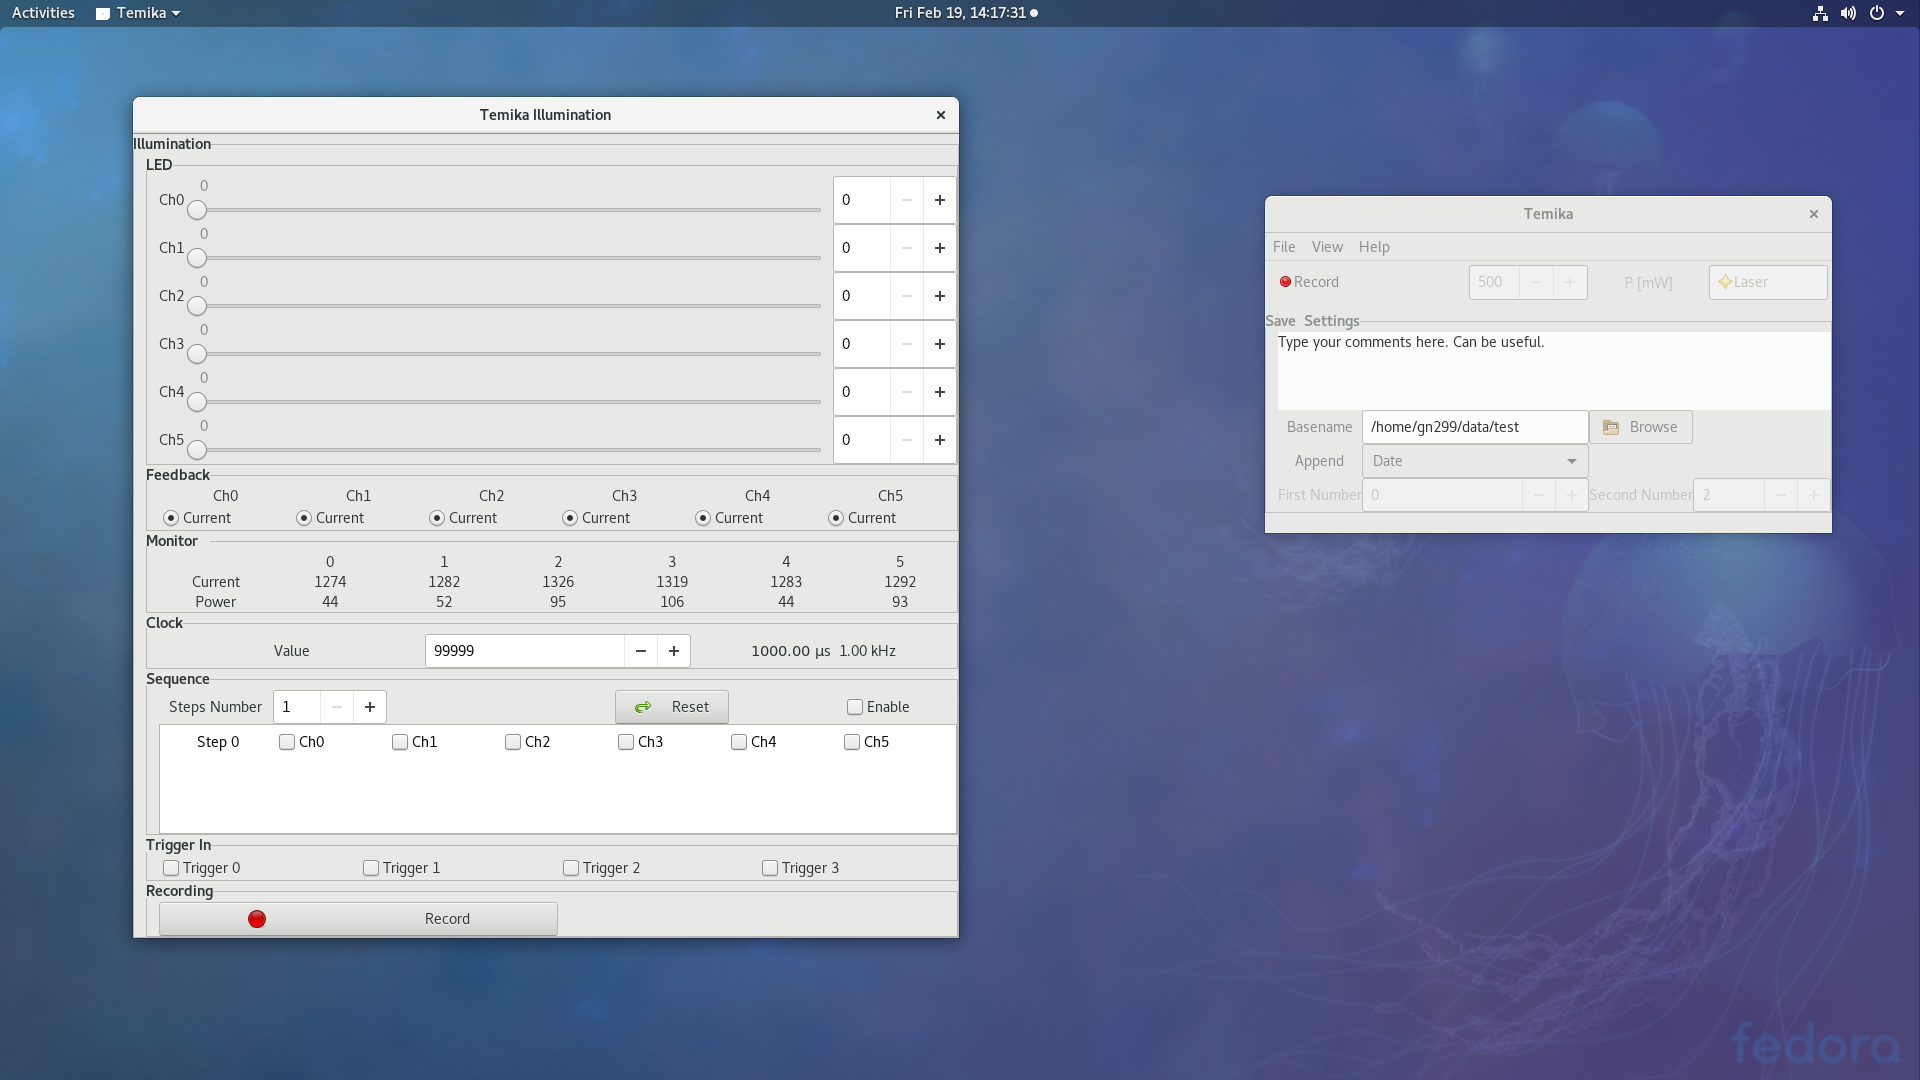 Activities Temika Fri Feb 19, 14:17:31
Temika Illumination
Illumination
LED
0
Ch0 0 − +
0
Ch1 0 − +
0
Ch2 0 − +
0
Ch3 0 − +
0
Ch4 0 − +
0
Ch5 0 − +
Feedback
Ch0 Ch1 Ch2 Ch3 Ch4 Ch5
Current Current Current Current Current Current
Monitor
0 1 2 3 4 5
Current 1274 1282 1326 1319 1283 1292
Power 44 52 95 106 44 93
Clock
Value 99999 − + 1000.00 µs 1.00 kHz
Sequence
Steps Number 1 − + Reset Enable
Step 0 Ch0 Ch1 Ch2 Ch3 Ch4 Ch5
Trigger In
Trigger 0 Trigger 1 Trigger 2 Trigger 3
Recording
Record
Temika
File View Help
Record 500 − + P [mW] Laser
Save Settings
Type your comments here. Can be useful.
Basename /home/gn299/data/test Browse
Append Date
First Number 0 − + Second Number 2 − +
fedora